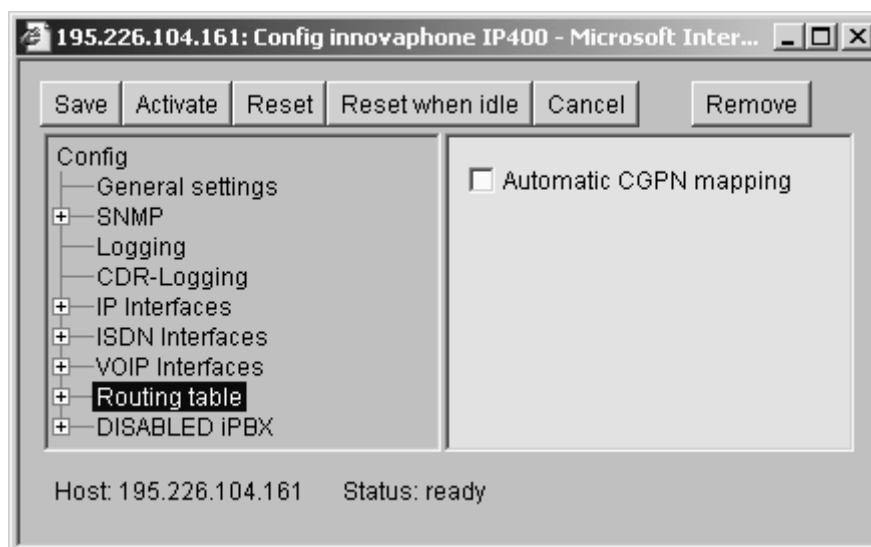 195.226.104.161: Config innovaphone IP400 - Microsoft Inter...
Save Activate Reset Reset when idle Cancel Remove
Config
General settings
SNMP
Logging
CDR-Logging
IP Interfaces
ISDN Interfaces
VOIP Interfaces
Routing table
DISABLED iPBX
Automatic CGPN mapping
Host: 195.226.104.161 Status: ready